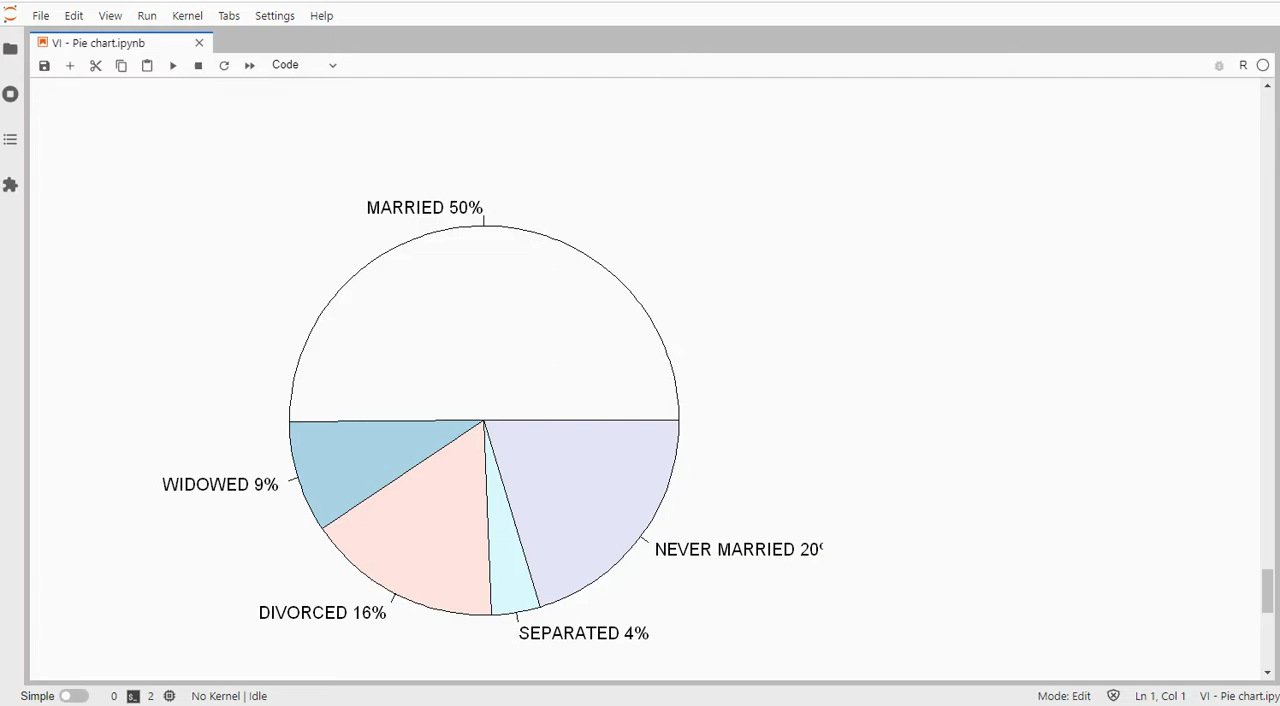 File Edit View Run Kernel Tabs Settings Help
VI - Pie chart.ipynb
Code
R
MARRIED 50%
WIDOWED 9%
NEVER MARRIED 20
DIVORCED 16%
SEPARATED 4%
Simple 0 2 No Kernel | Idle Mode: Edit Ln 1, Col 1 VI - Pie chart.ipy